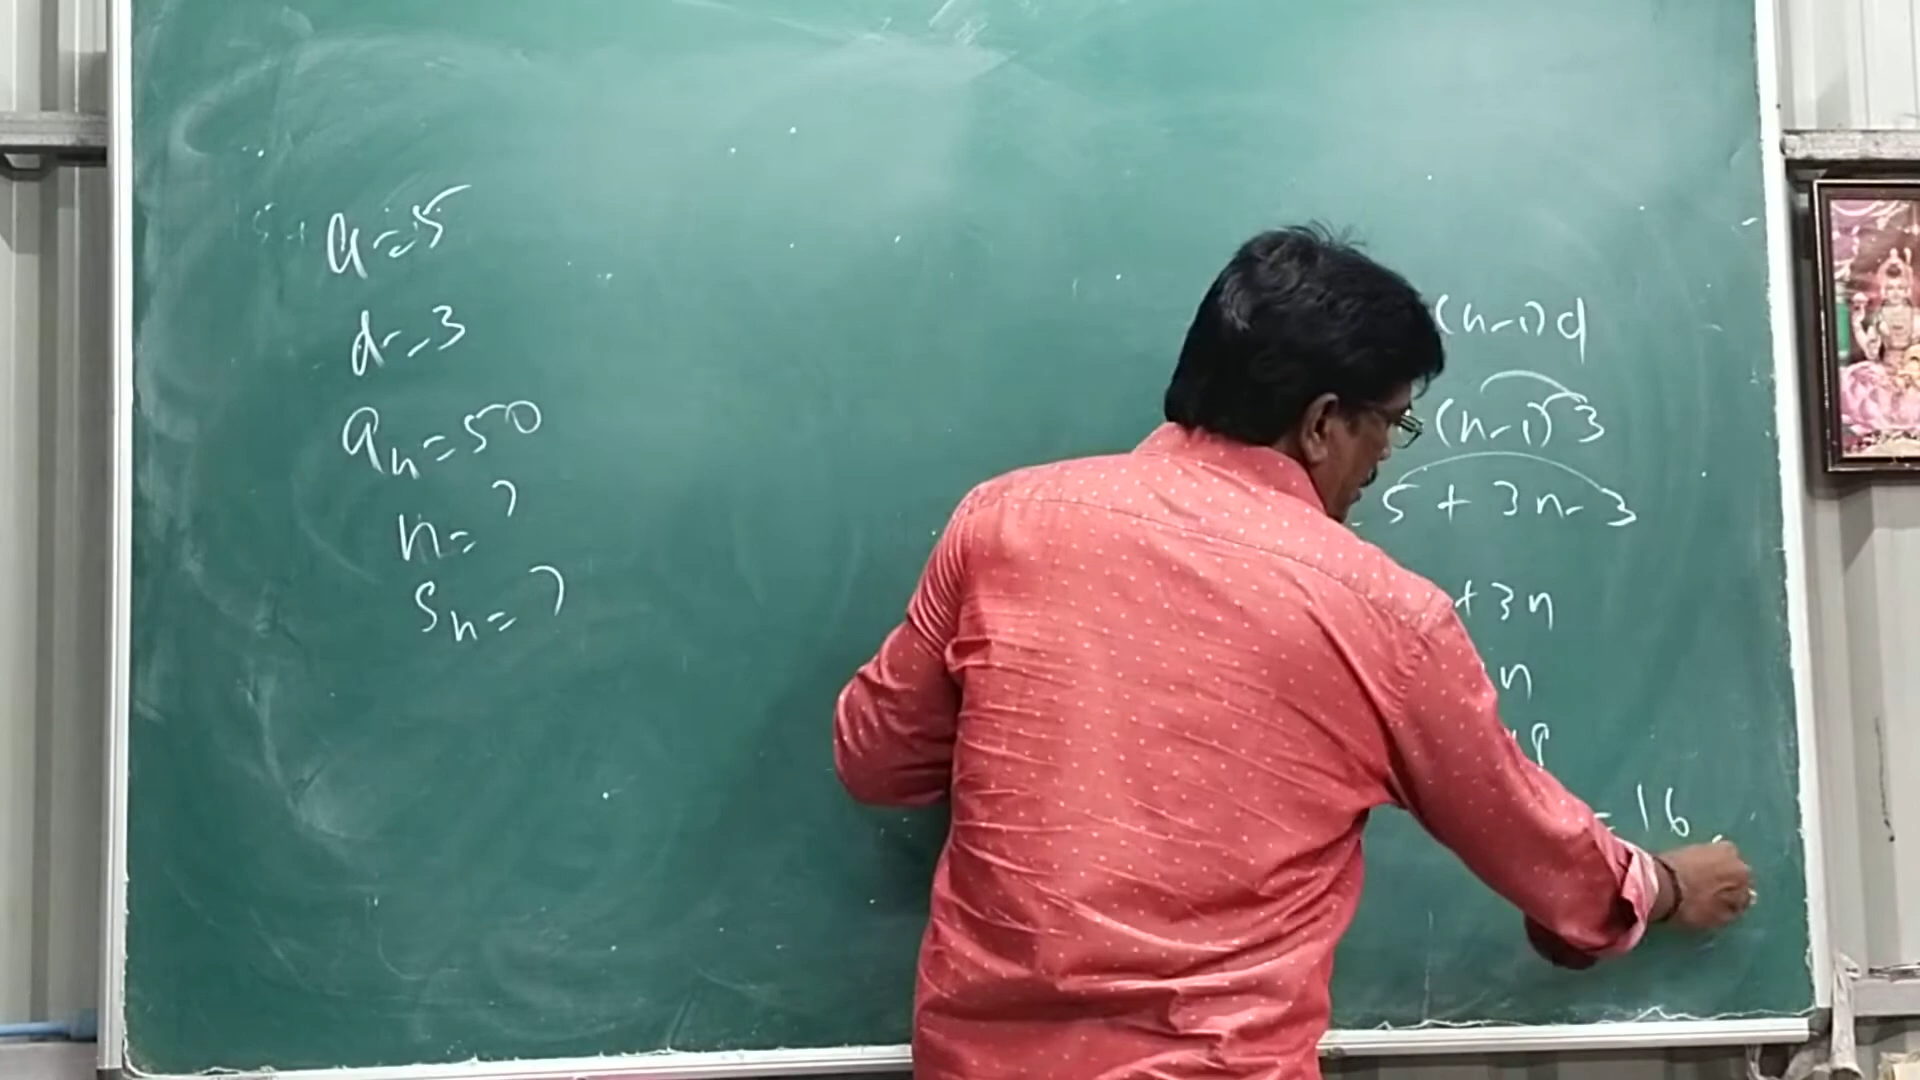 a=5
d=3
an=50
n=?
Sn=?
(n-1)d
(n-1)3
5+3n-3
+3n
n
=16